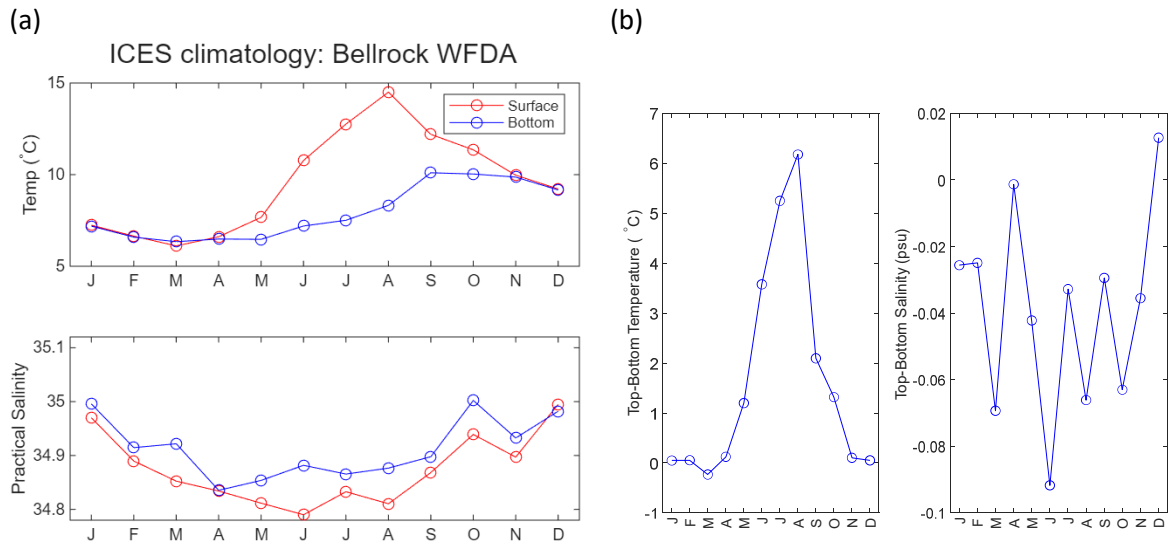 (a)
ICES climatology: Bellrock WFDA
15
10
5
Temp (°C)
Surface
Bottom
J F M A M J J A S O N D
35.1
35
34.9
34.8
Practical Salinity
J F M A M J J A S O N D
(b)
7
6
5
4
3
2
1
0
-1
Top-Bottom Temperature (°C)
J F M A M J J A S O N D
0.02
0
-0.02
-0.04
-0.06
-0.08
-0.1
Top-Bottom Salinity (psu)
J F M A M J J A S O N D